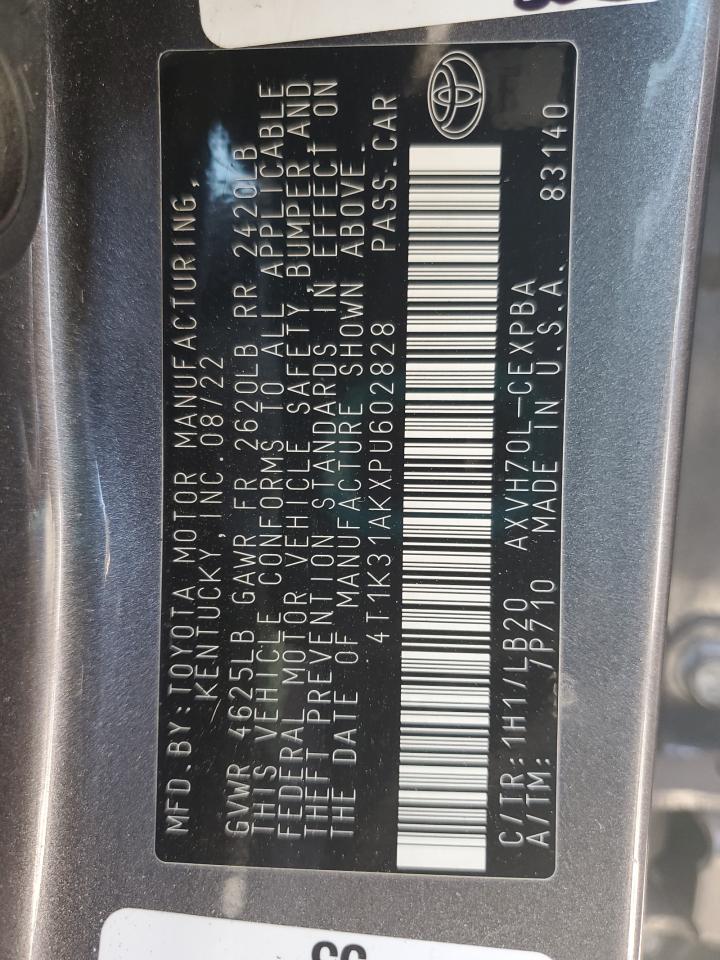 MFD.BY:TOYOTA MOTOR MANUFACTURING,
KENTUCKY,INC.08/22
GVWR 4625LB GAWR FR 2620LB RR 2420LB
THIS VEHICLE CONFORMS TO ALL APPLICABLE
FEDERAL MOTOR VEHICLE SAFETY,BUMPER AND
THEFT PREVENTION STANDARDS IN EFFECT ON
THE DATE OF MANUFACTURE SHOWN ABOVE.
4T1K31AKXPU602828 PASS.CAR
C/TR:1H1/LB20 AXVH70L-CEXPBA 83140
A/TM: 7P710 MADE IN U.S.A.